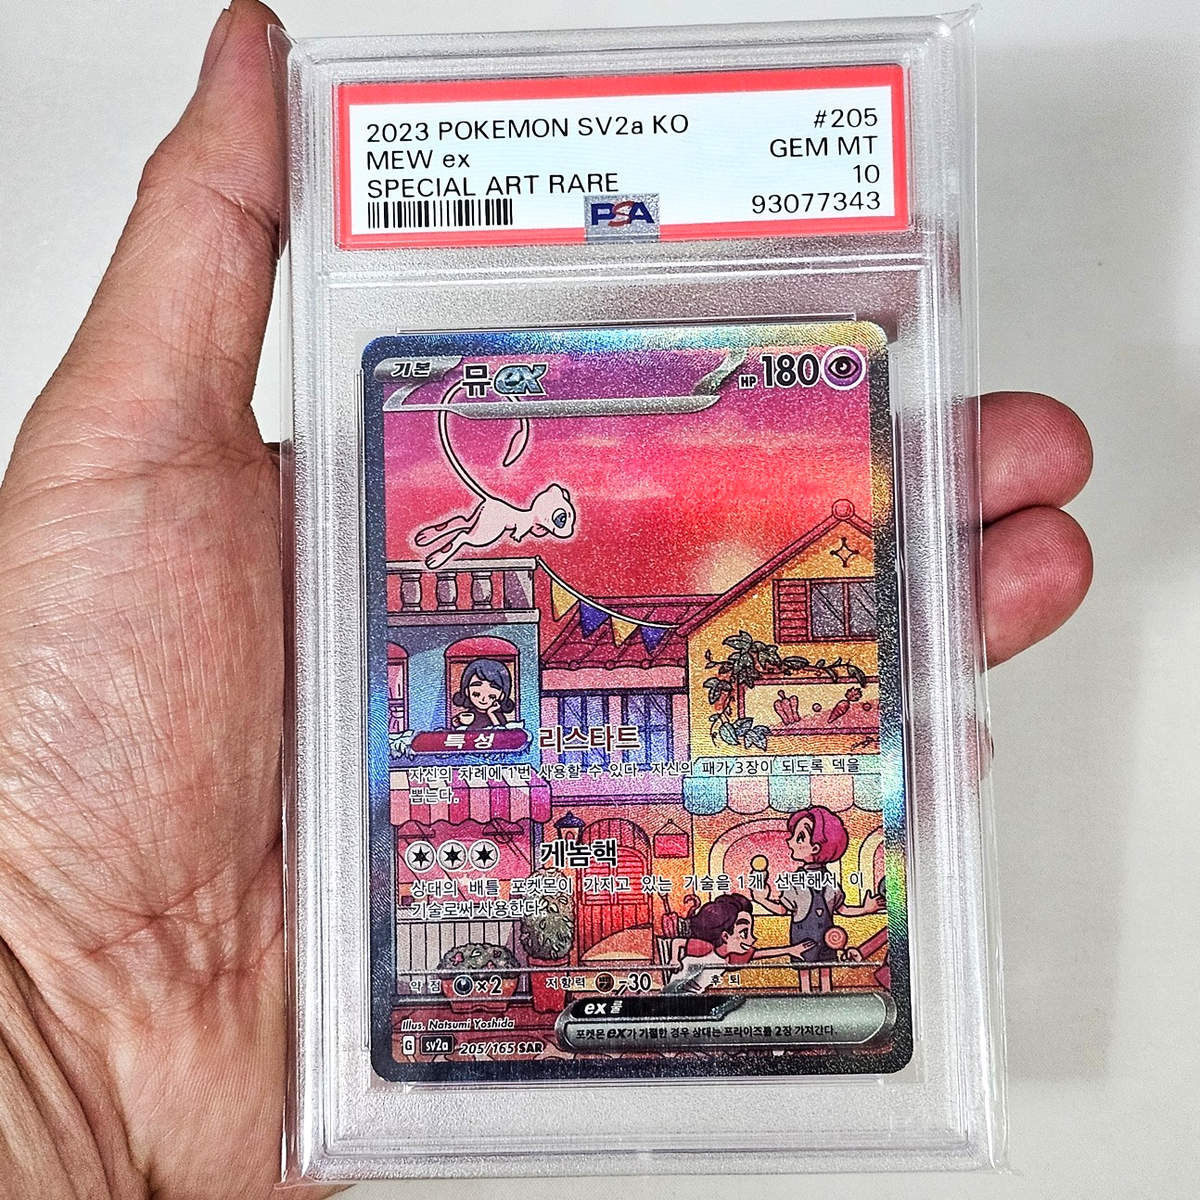 2023 POKEMON SV2a KO #205
MEW ex GEM MT
SPECIAL ART RARE 10
PSA 93077343
기본 뮤 ex HP 180
특성 리스타트
자신의 차례에 1번 사용할 수 있다. 자신의 패가 3장이 되도록 덱을
뽑는다.
게놈핵
상대의 배틀 포켓몬이 가지고 있는 기술을 1개 선택해서 이
기술로써 사용한다.
약점 ×2 저항력 -30 후퇴
Illus. Natsumi Yoshida
ex 룰
포켓몬 ex가 기절한 경우 상대는 프라이즈를 2장 가져간다.
G sv2a 205/165 SAR